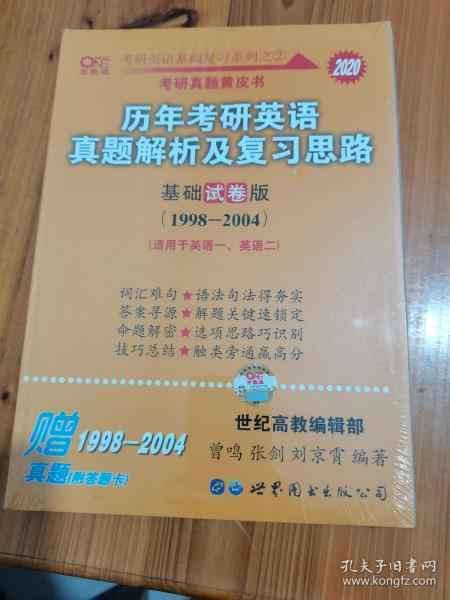 考研英语基础复习系列之②
2020
考研真题黄皮书
历年考研英语
真题解析及复习思路
基础试卷版
(1998-2004)
(适用于英语一、英语二)
词汇难句★语法句法得夯实
答案寻源★解题关键速锁定
命题解密★选项思路巧识别
技巧总结★触类旁通赢高分
世纪高教编辑部
曾鸣 张剑 刘京霄 编著
赠1998-2004
真题(附答题卡)
世界图书出版公司
孔夫子旧书网
www.kongfz.com